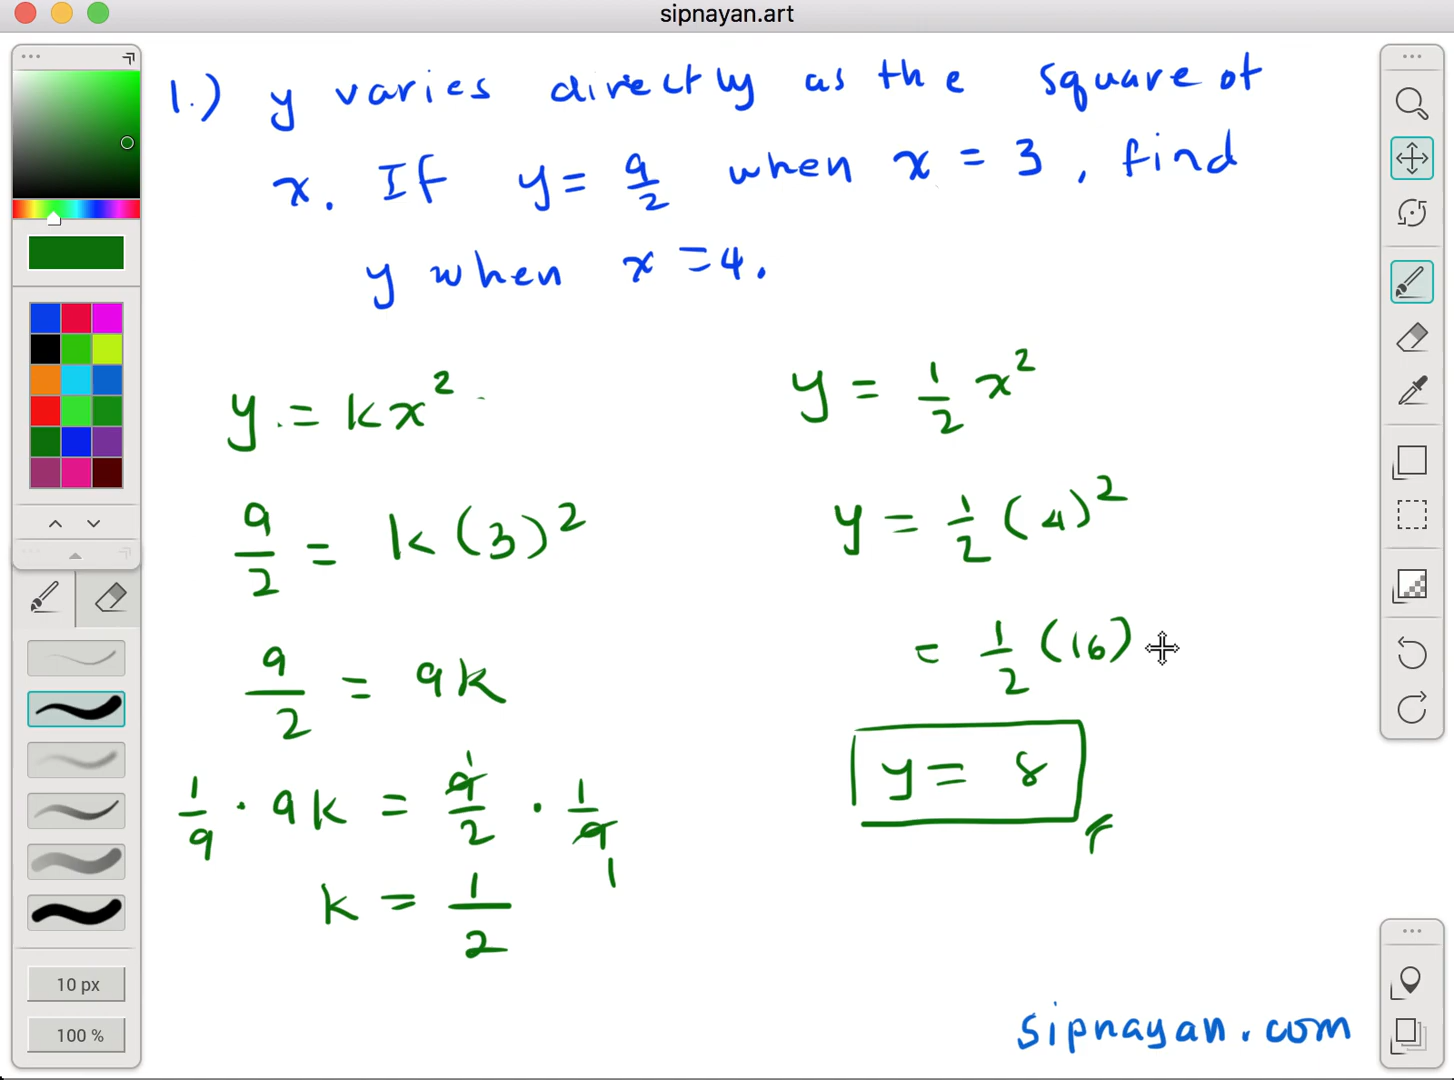 sipnayan.art
1.) y varies directly as the square of
x. If y = 9/2 when x = 3, find
y when x = 4.
y = kx²
9/2 = k(3)²
9/2 = 9k
1/9 · 9k = 9/2 · 1/9
1 1
k = 1/2
y = 1/2 x²
y = 1/2 (4)²
= 1/2 (16)
y = 8
10 px
100 %
sipnayan.com